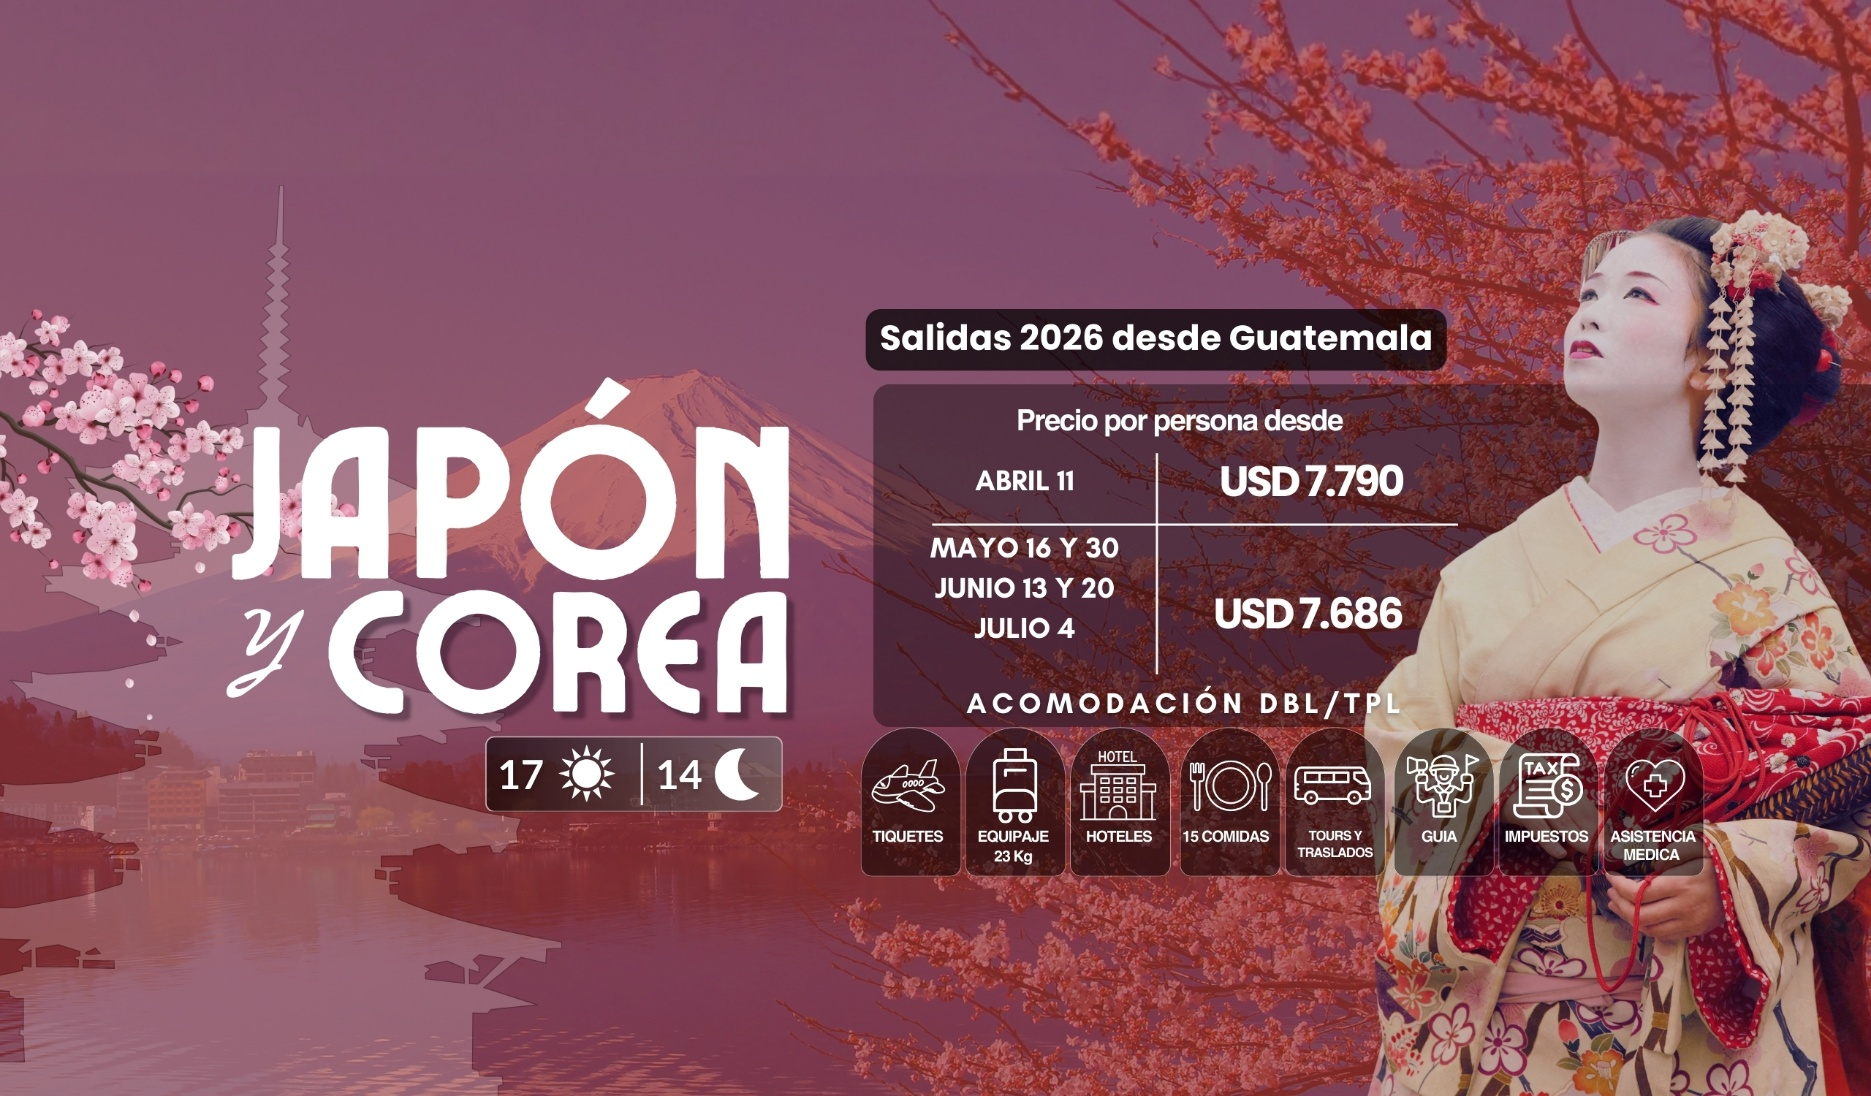 JAPÓN
y COREA
17 14
Salidas 2026 desde Guatemala
Precio por persona desde
ABRIL 11 USD 7.790
MAYO 16 Y 30
JUNIO 13 Y 20
JULIO 4
USD 7.686
ACOMODACIÓN DBL/TPL
TIQUETES
EQUIPAJE
23 Kg
HOTEL
HOTELES
15 COMIDAS
TOURS Y
TRASLADOS
GUIA
TAX
$
IMPUESTOS
ASISTENCIA
MEDICA